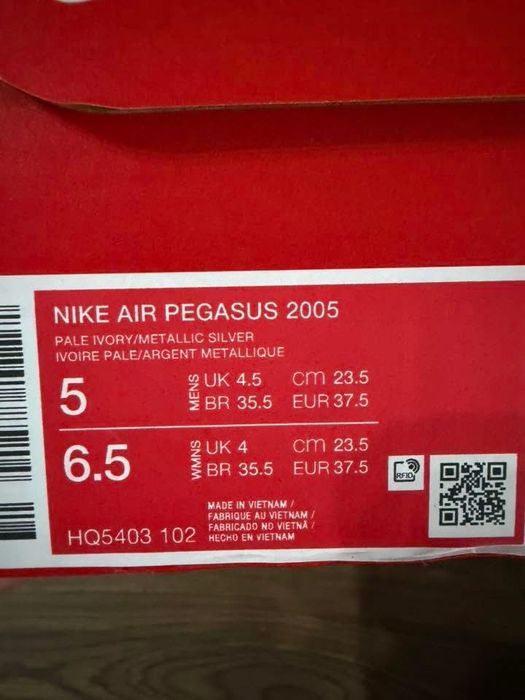 NIKE AIR PEGASUS 2005
PALE IVORY/METALLIC SILVER
IVOIRE PALE/ARGENT METALLIQUE
5 MENS UK 4.5 cm 23.5
BR 35.5 EUR 37.5
6.5 WMNS UK 4 cm 23.5
BR 35.5 EUR 37.5
RFID
HQ5403 102
MADE IN VIETNAM /
FABRIQUE AU VIETNAM /
FABRICADO NO VIETNÃ /
HECHO EN VIETNAM